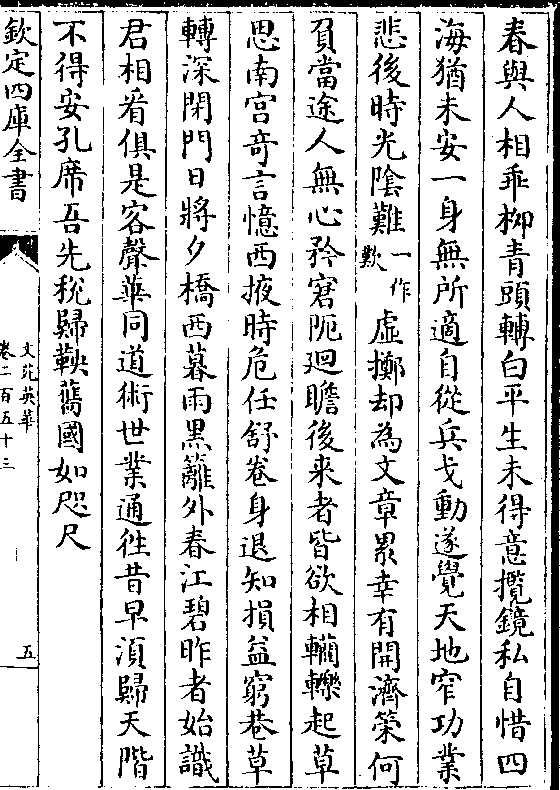 春與人相乖柳青頭轉白平生未得意攬鏡私自惜四
海猶未安一身無所適自從兵戈動遂覺天地窄功業
悲後時光隂難一作歎虛擲却為文章累幸有開濟策何
負當途人無心矜窘阨迴瞻後来者皆欲相轥轢起草
思南宫竒言憶西掖時危任舒卷身退知損益窮巷草
轉深閉門日將夕橋西暮雨黒籬外春江碧昨者始識
君相看俱是客聲華同道術世業通徃昔早湏歸天階
不得安孔席吾先税歸鞅舊國如咫尺
欽定四庫全書
文苑英華
卷二百五十三
五